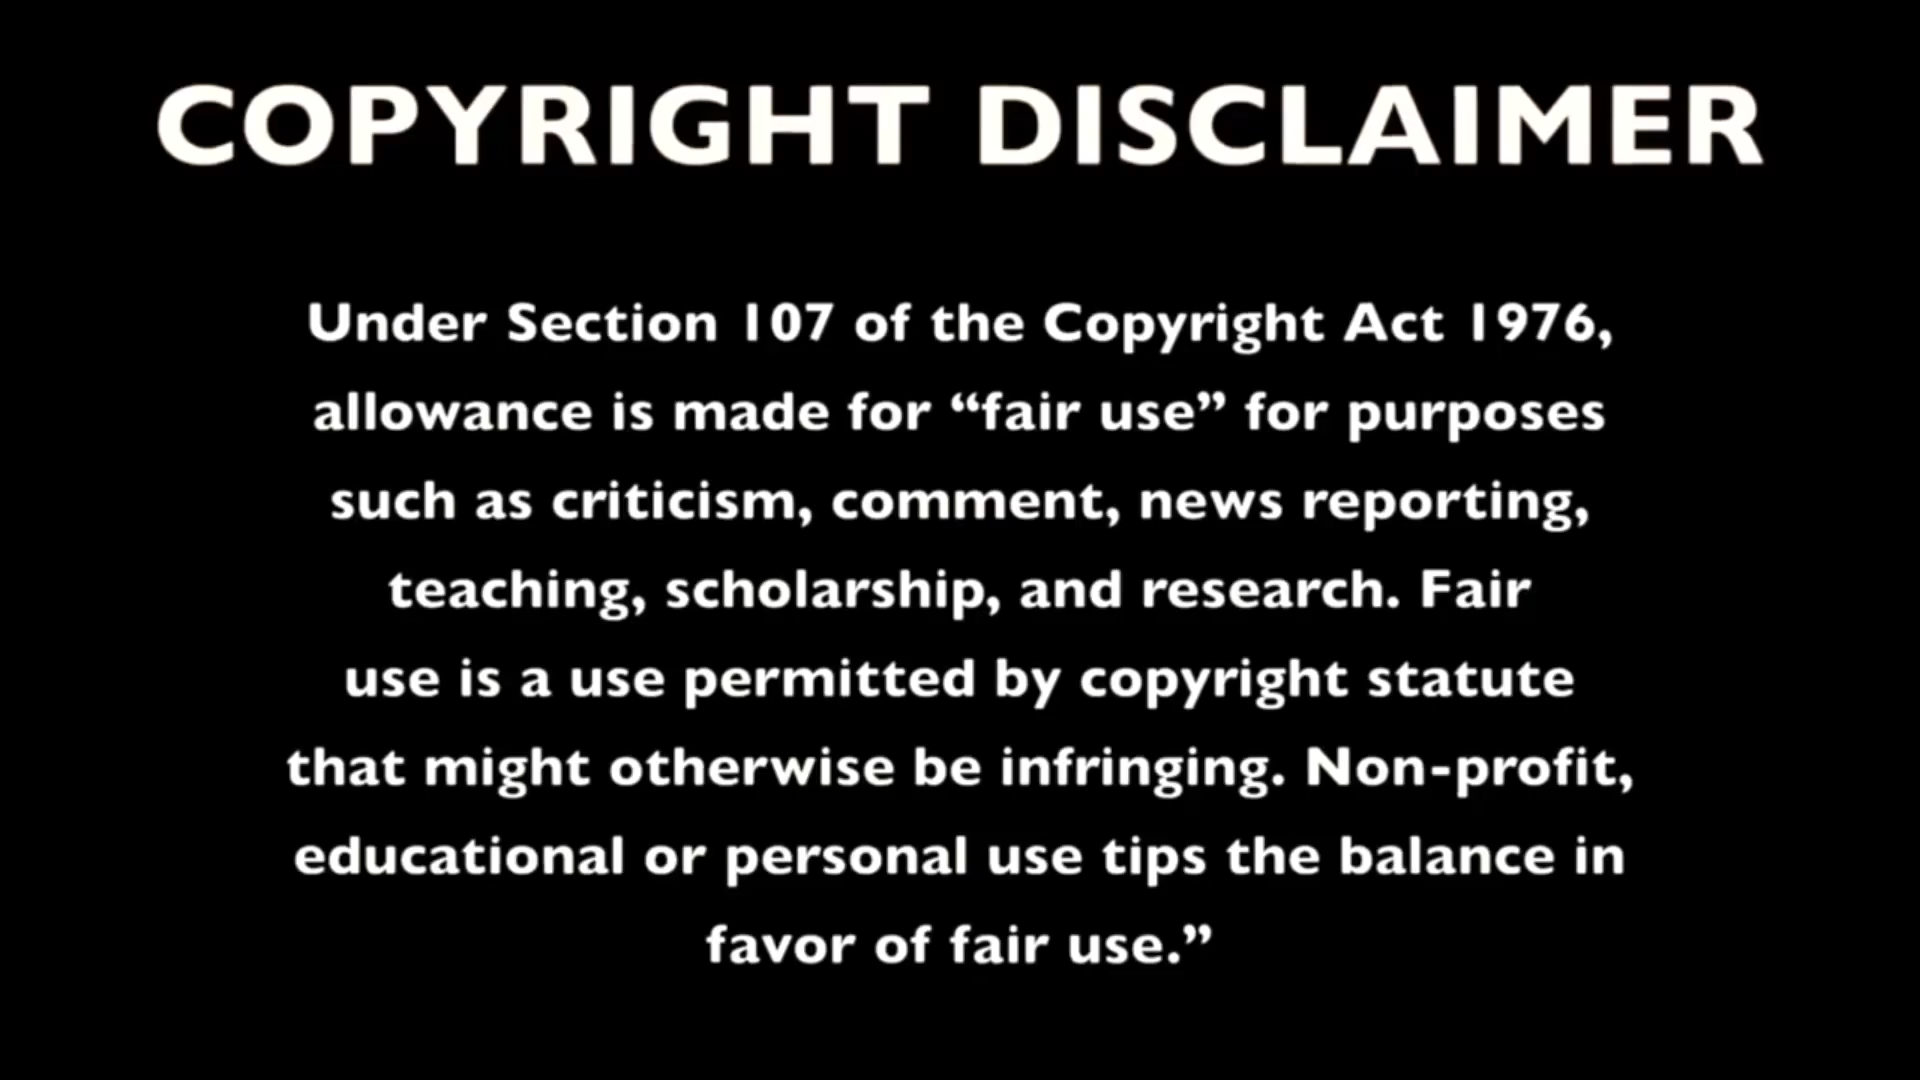 COPYRIGHT DISCLAIMER
Under Section 107 of the Copyright Act 1976,
allowance is made for “fair use” for purposes
such as criticism, comment, news reporting,
teaching, scholarship, and research. Fair
use is a use permitted by copyright statute
that might otherwise be infringing. Non-profit,
educational or personal use tips the balance in
favor of fair use.”